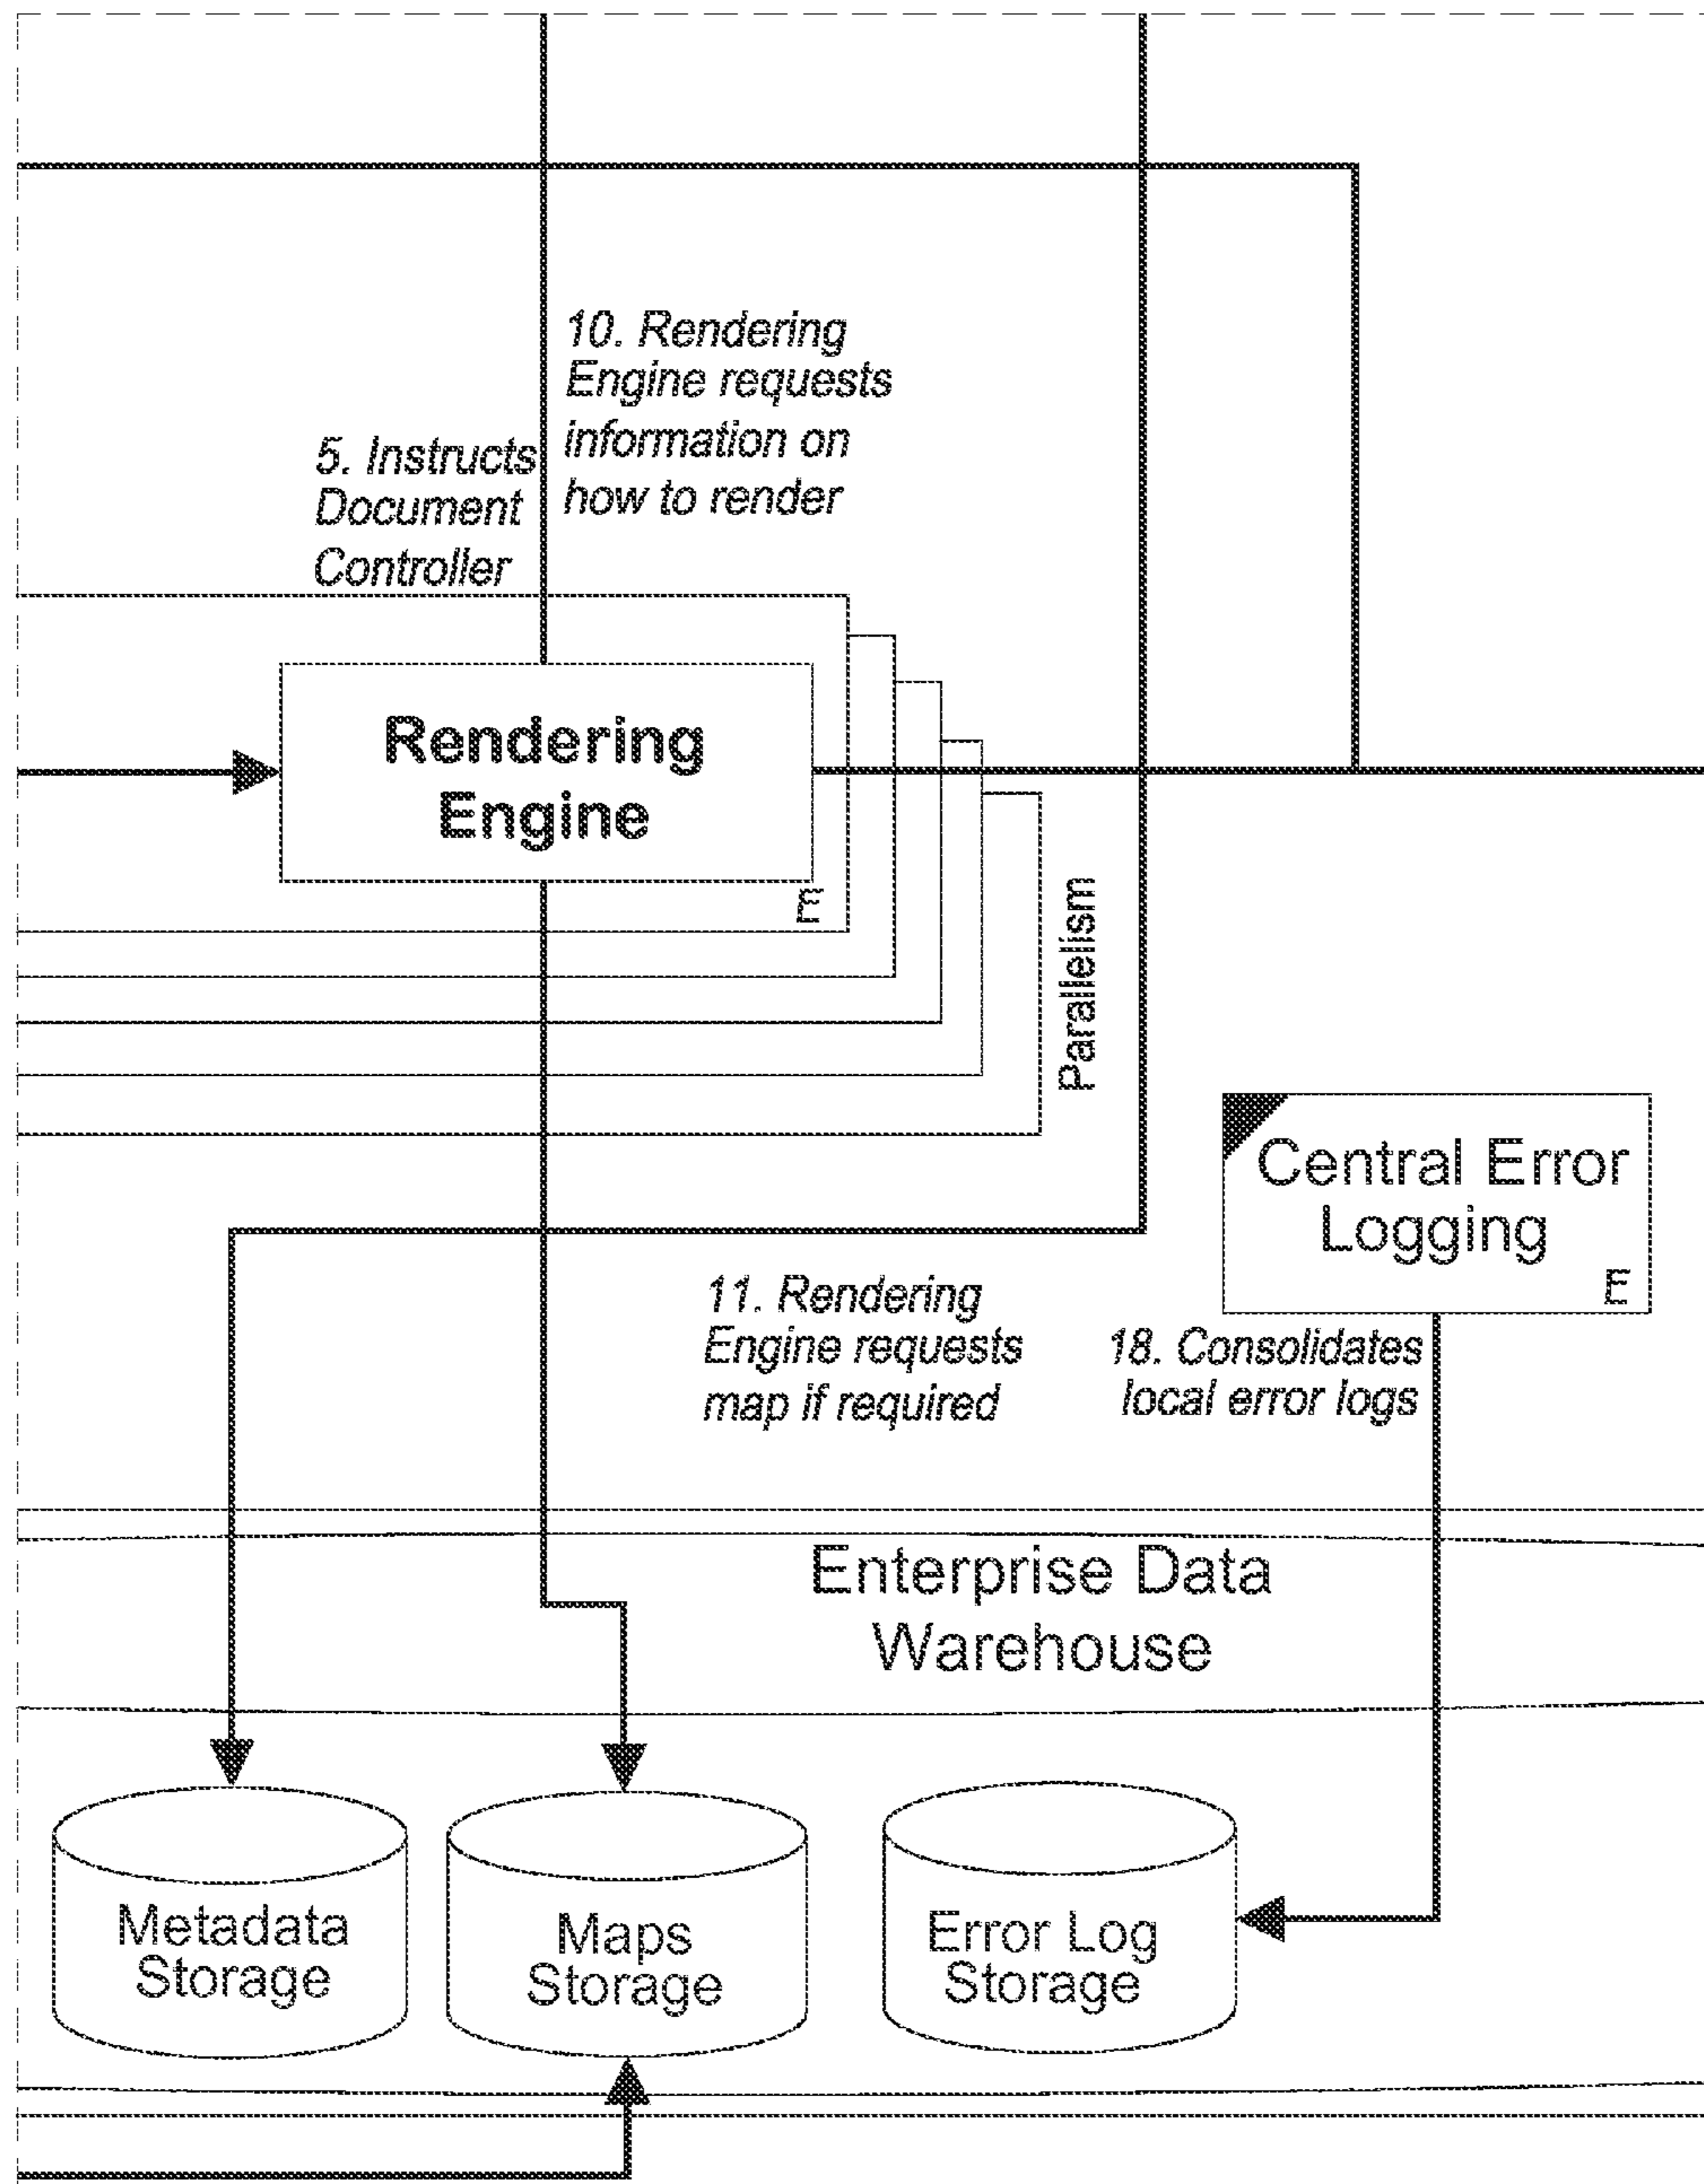 10. Rendering
Engine requests
information on
how to render
5. Instructs
Document
Controller
Rendering
Engine
E
Parallelism
Central Error
Logging
E
11. Rendering
Engine requests
map if required
18. Consolidates
local error logs
Enterprise Data
Warehouse
Metadata
Storage
Maps
Storage
Error Log
Storage